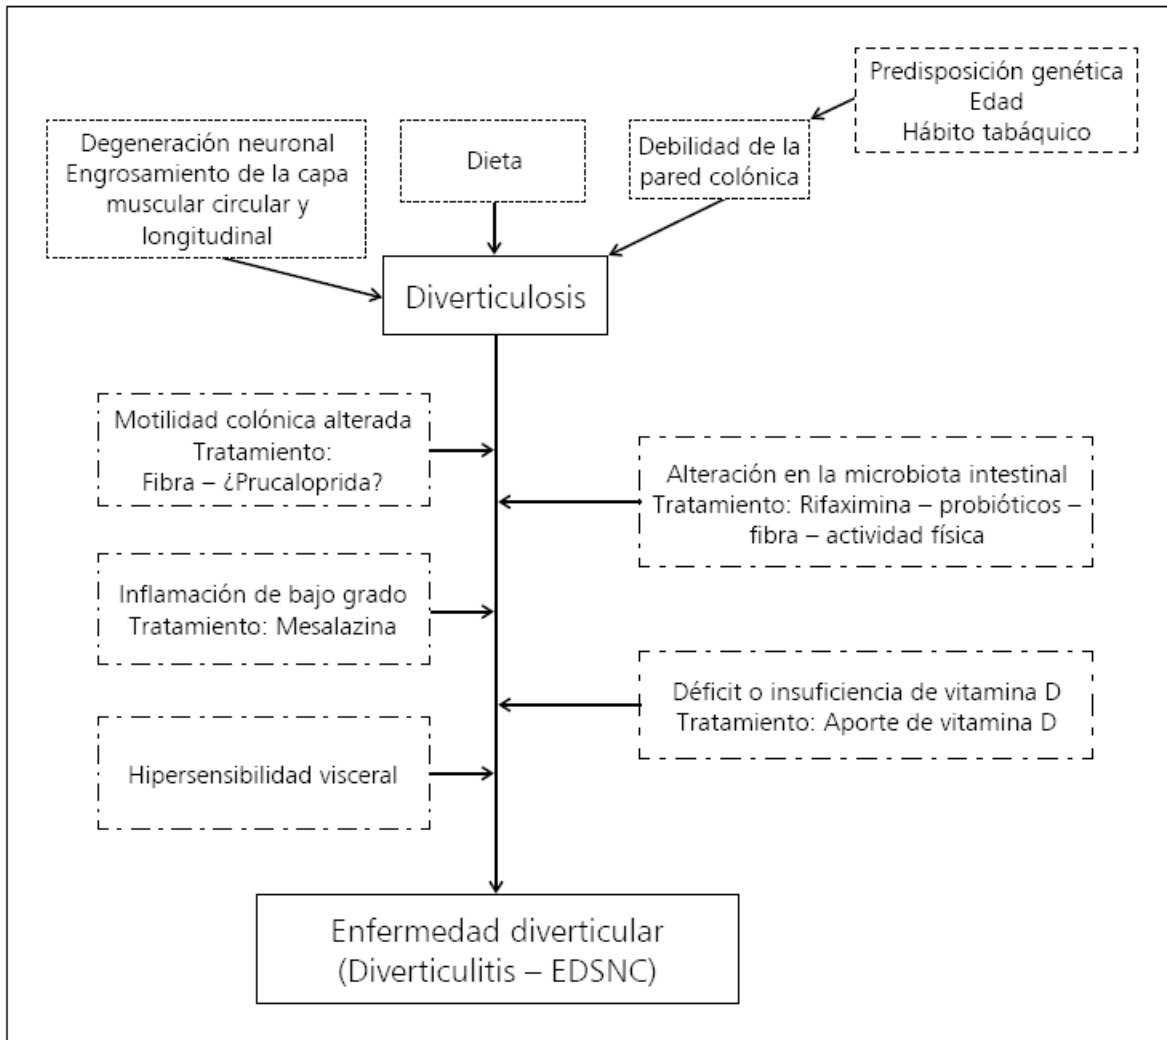 Predisposición genética
Edad
Hábito tabáquico
Degeneración neuronal
Engrosamiento de la capa
muscular circular y
longitudinal
Dieta
Debilidad de la
pared colónica
Diverticulosis
Motilidad colónica alterada
Tratamiento:
Fibra – ¿Prucaloprida?
Alteración en la microbiota intestinal
Tratamiento: Rifaximina – probióticos –
fibra – actividad física
Inflamación de bajo grado
Tratamiento: Mesalazina
Déficit o insuficiencia de vitamina D
Tratamiento: Aporte de vitamina D
Hipersensibilidad visceral
Enfermedad diverticular
(Diverticulitis – EDSNC)